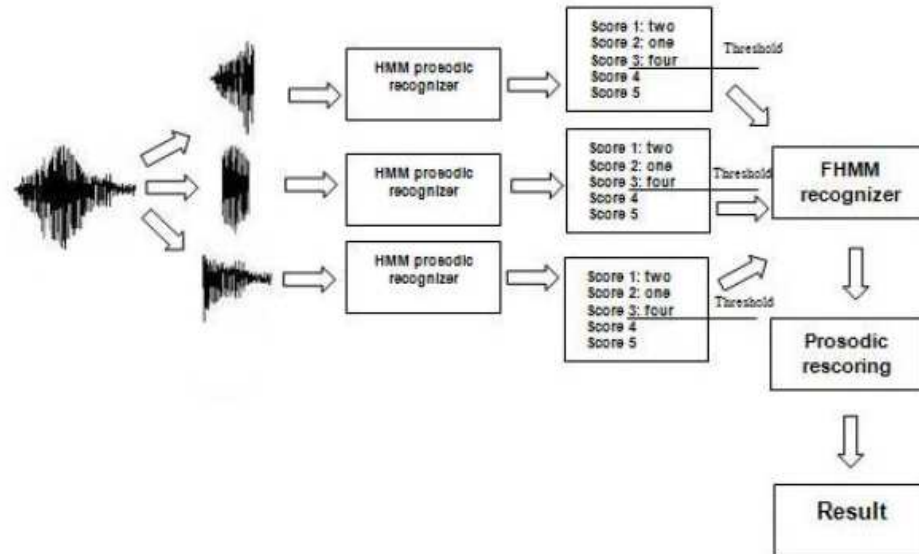 HMM prosodic
recognizer
Score 1: two
Score 2: one
Score 3: four
Score 4
Score 5
Threshold
HMM prosodic
recognizer
Score 1: two
Score 2: one
Score 3: four
Score 4
Score 5
Threshold
FHMM
recognizer
HMM prosodic
recognizer
Score 1: two
Score 2: one
Score 3: four
Score 4
Score 5
Threshold
Prosodic
rescoring
Result